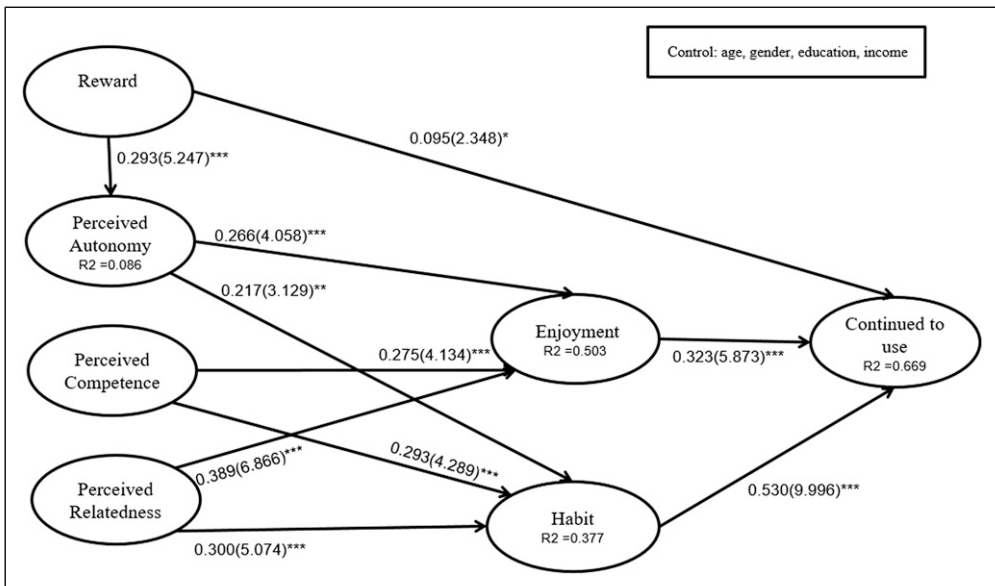 Control: age, gender, education, income
Reward
0.095(2.348)*
0.293(5.247)***
Perceived
Autonomy
R2 =0.086
0.266(4.058)***
0.217(3.129)**
Enjoyment
R2 =0.503
Continued to
use
R2 =0.669
Perceived
Competence
0.275(4.134)***
0.323(5.873)***
0.389(6.866)***
0.293(4.289)***
Perceived
Relatedness
0.530(9.996)***
Habit
R2 =0.377
0.300(5.074)***